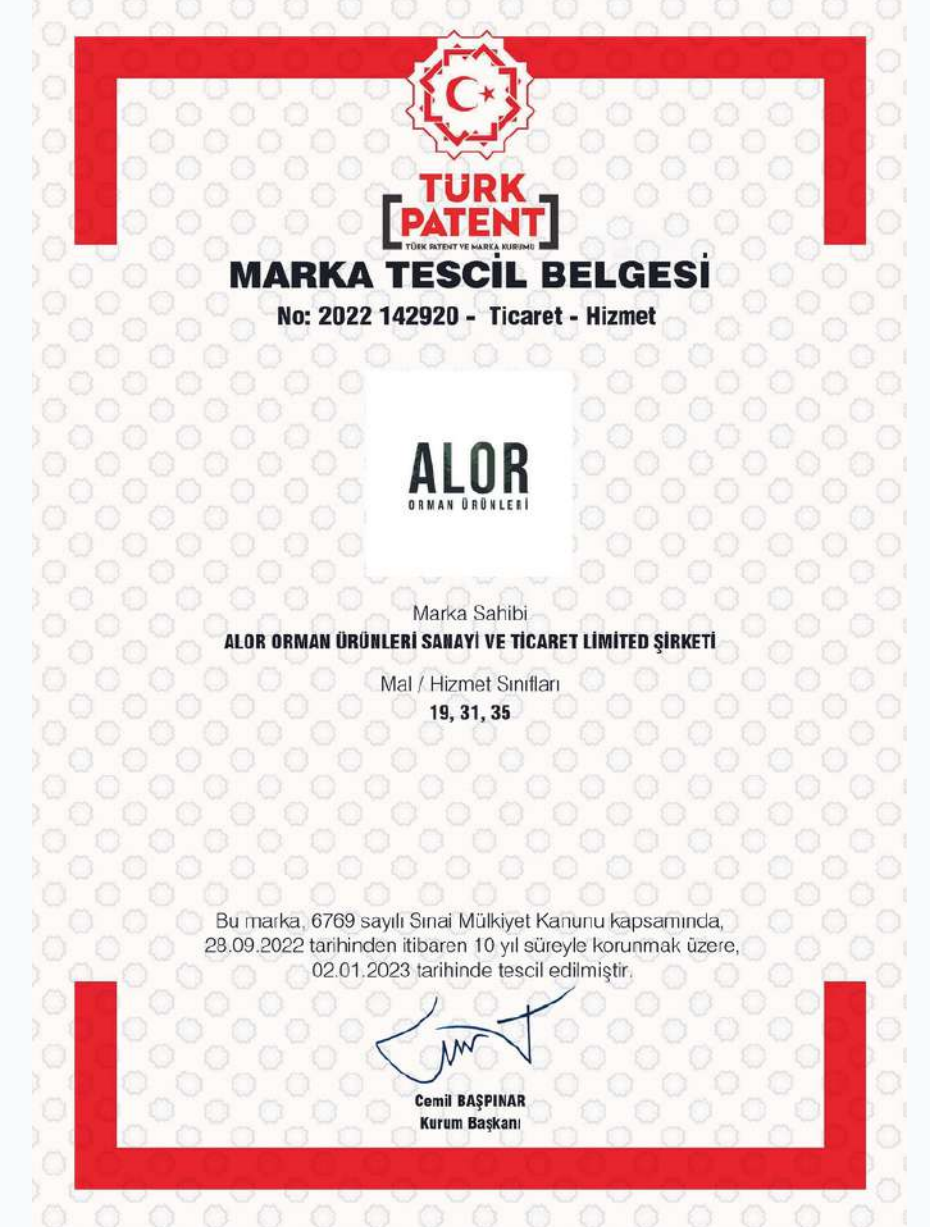 TÜRK
PATENT
TÜRK PATENT VE MARKA KURUMU
MARKA TESCİL BELGESİ
No: 2022 142920 - Ticaret - Hizmet
ALOR
ORMAN ÜRÜNLERİ
Marka Sahibi
ALOR ORMAN ÜRÜNLERİ SANAYİ VE TİCARET LİMİTED ŞİRKETİ
Mal / Hizmet Sınıfları
19, 31, 35
Bu marka, 6769 sayılı Sınai Mülkiyet Kanunu kapsamında,
28.09.2022 tarihinden itibaren 10 yıl süreyle korunmak üzere,
02.01.2023 tarihinde tescil edilmiştir.
Cemil BAŞPINAR
Kurum Başkanı